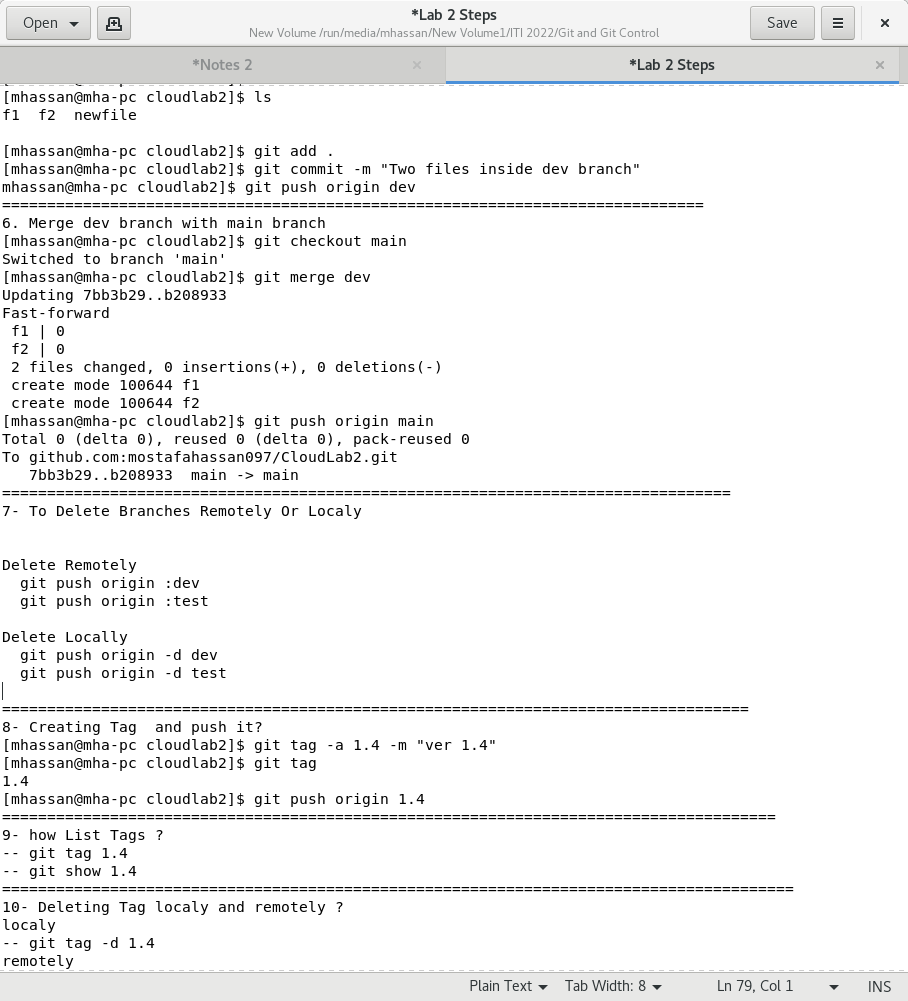 Open
*Lab 2 Steps
New Volume /run/media/mhassan/New Volume1/ITI 2022/Git and Git Control
Save
*Notes 2
*Lab 2 Steps
[mhassan@mha-pc cloudlab2]$ ls
f1  f2  newfile
[mhassan@mha-pc cloudlab2]$ git add .
[mhassan@mha-pc cloudlab2]$ git commit -m "Two files inside dev branch"
mhassan@mha-pc cloudlab2]$ git push origin dev
==============================================================================
6. Merge dev branch with main branch
[mhassan@mha-pc cloudlab2]$ git checkout main
Switched to branch 'main'
[mhassan@mha-pc cloudlab2]$ git merge dev
Updating 7bb3b29..b208933
Fast-forward
 f1 | 0
 f2 | 0
 2 files changed, 0 insertions(+), 0 deletions(-)
 create mode 100644 f1
 create mode 100644 f2
[mhassan@mha-pc cloudlab2]$ git push origin main
Total 0 (delta 0), reused 0 (delta 0), pack-reused 0
To github.com:mostafahassan097/CloudLab2.git
   7bb3b29..b208933  main -> main
=================================================================================
7- To Delete Branches Remotely Or Localy
Delete Remotely
  git push origin :dev
  git push origin :test
Delete Locally
  git push origin -d dev
  git push origin -d test
===================================================================================
8- Creating Tag  and push it?
[mhassan@mha-pc cloudlab2]$ git tag -a 1.4 -m "ver 1.4"
[mhassan@mha-pc cloudlab2]$ git tag
1.4
[mhassan@mha-pc cloudlab2]$ git push origin 1.4
======================================================================================
9- how List Tags ?
-- git tag 1.4
-- git show 1.4
========================================================================================
10- Deleting Tag localy and remotely ?
localy
-- git tag -d 1.4
remotely
Plain Text
Tab Width: 8
Ln 79, Col 1
INS